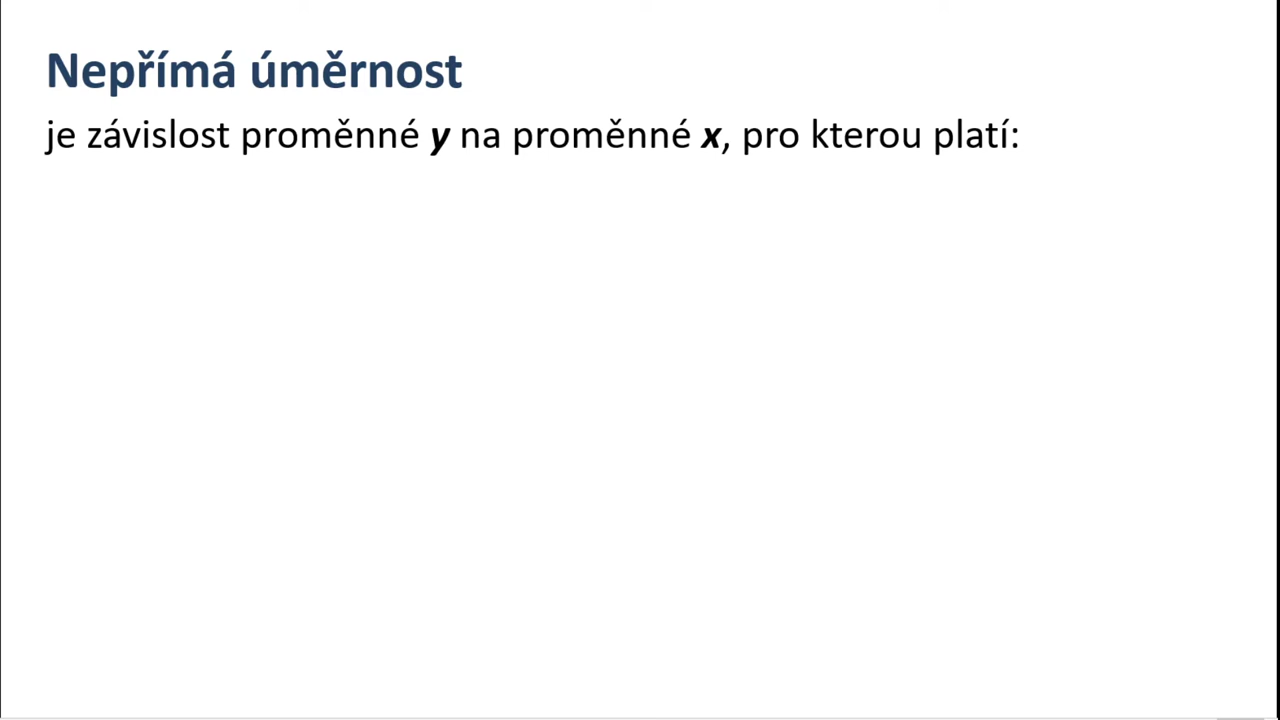 Nepřímá úměrnost
je závislost proměnné y na proměnné x, pro kterou platí: